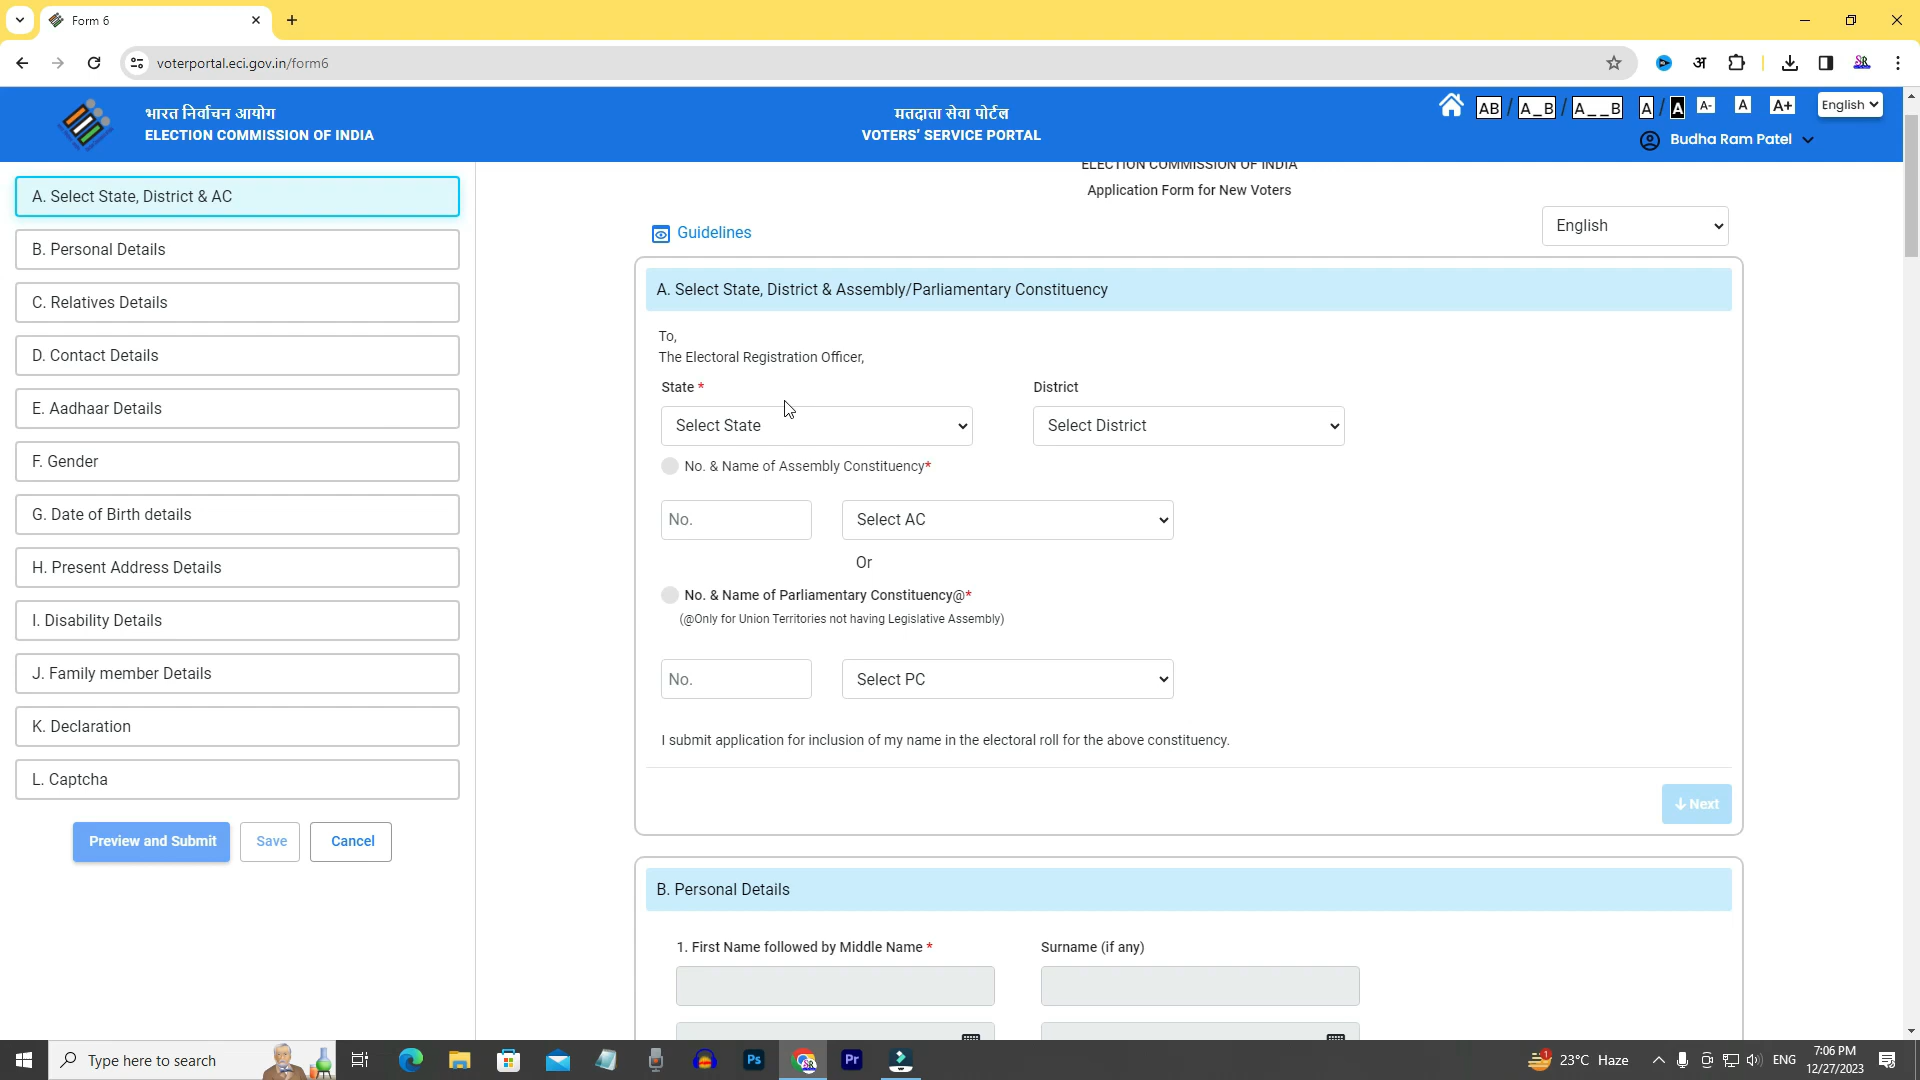 Form 6
voterportal.eci.gov.in/form6
अ
SR
भारत निर्वाचन आयोग
ELECTION COMMISSION OF INDIA
मतदाता सेवा पोर्टल
VOTERS' SERVICE PORTAL
AB / A_B / A__B A / A A- A A+ English
Budha Ram Patel
A. Select State, District & AC
B. Personal Details
C. Relatives Details
D. Contact Details
E. Aadhaar Details
F. Gender
G. Date of Birth details
H. Present Address Details
I. Disability Details
J. Family member Details
K. Declaration
L. Captcha
Preview and Submit Save Cancel
ELECTION COMMISSION OF INDIA
Application Form for New Voters
Guidelines
English
A. Select State, District & Assembly/Parliamentary Constituency
To,
The Electoral Registration Officer,
State * District
Select State Select District
No. & Name of Assembly Constituency*
No. Select AC
Or
No. & Name of Parliamentary Constituency@*
(@Only for Union Territories not having Legislative Assembly)
No. Select PC
I submit application for inclusion of my name in the electoral roll for the above constituency.
Next
B. Personal Details
1. First Name followed by Middle Name * Surname (if any)
Type here to search
Ps
SR
Pr
1
23°C Haze
ENG
7:06 PM
12/27/2023